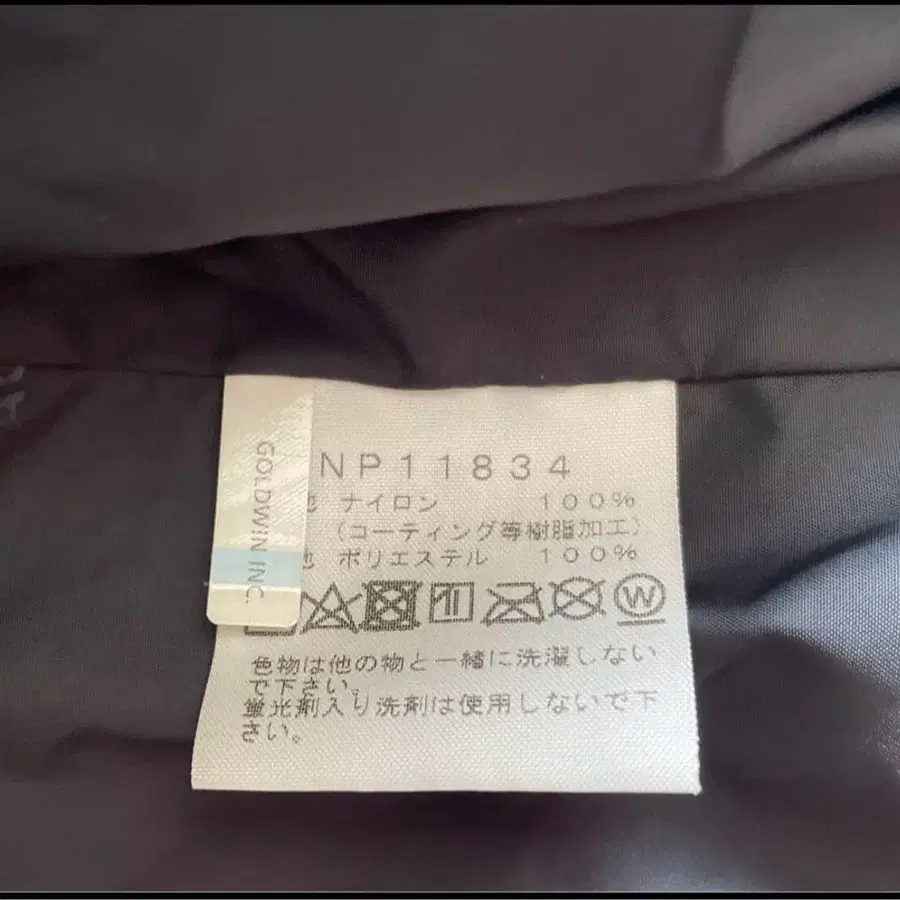 NP11834
地 ナイロン 100%
(コーティング等樹脂加工)
地 ポリエステル 100%
GOLDWIN INC.
W
色物は他の物と一緒に洗濯しない
で下さい。
蛍光剤入り洗剤は使用しないで下
さい。